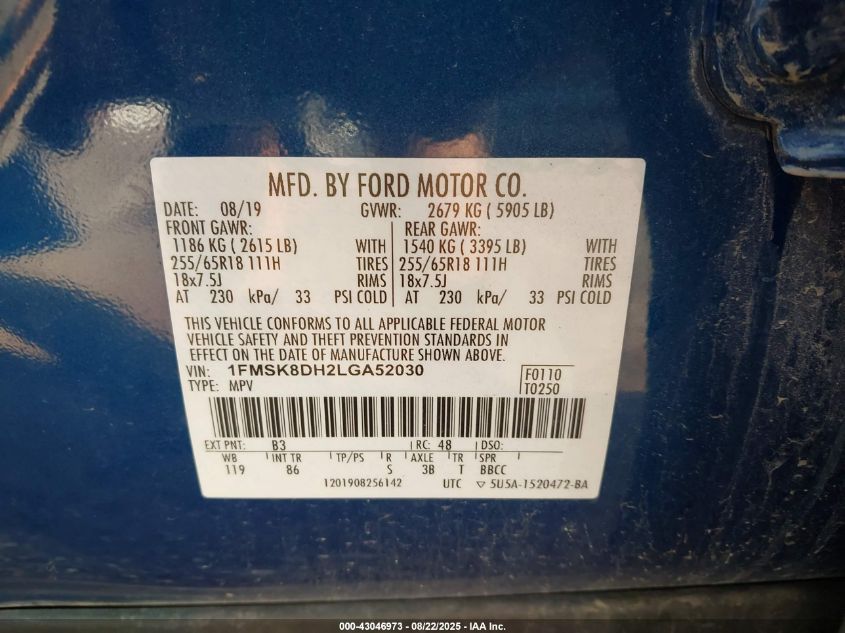 MFD. BY FORD MOTOR CO.
DATE: 08/19 GVWR: 2679 KG ( 5905 LB)
FRONT GAWR: REAR GAWR:
1186 KG ( 2615 LB) WITH 1540 KG ( 3395 LB) WITH
255/65R18 111H TIRES 255/65R18 111H TIRES
18x7.5J RIMS 18x7.5J RIMS
AT 230 kPa/ 33 PSI COLD AT 230 kPa/ 33 PSI COLD
THIS VEHICLE CONFORMS TO ALL APPLICABLE FEDERAL MOTOR
VEHICLE SAFETY AND THEFT PREVENTION STANDARDS IN
EFFECT ON THE DATE OF MANUFACTURE SHOWN ABOVE.
VIN: 1FMSK8DH2LGA52030 F0110
TYPE: MPV T0250
EXT PNT: B3 RC: 48 DSO:
WB INT TR TP/PS R AXLE TR SPR
119 86 S 3B T BBCC
1201908256142 UTC ▽ 5U5A-1520472-BA
000-43046973 - 08/22/2025 - IAA Inc.